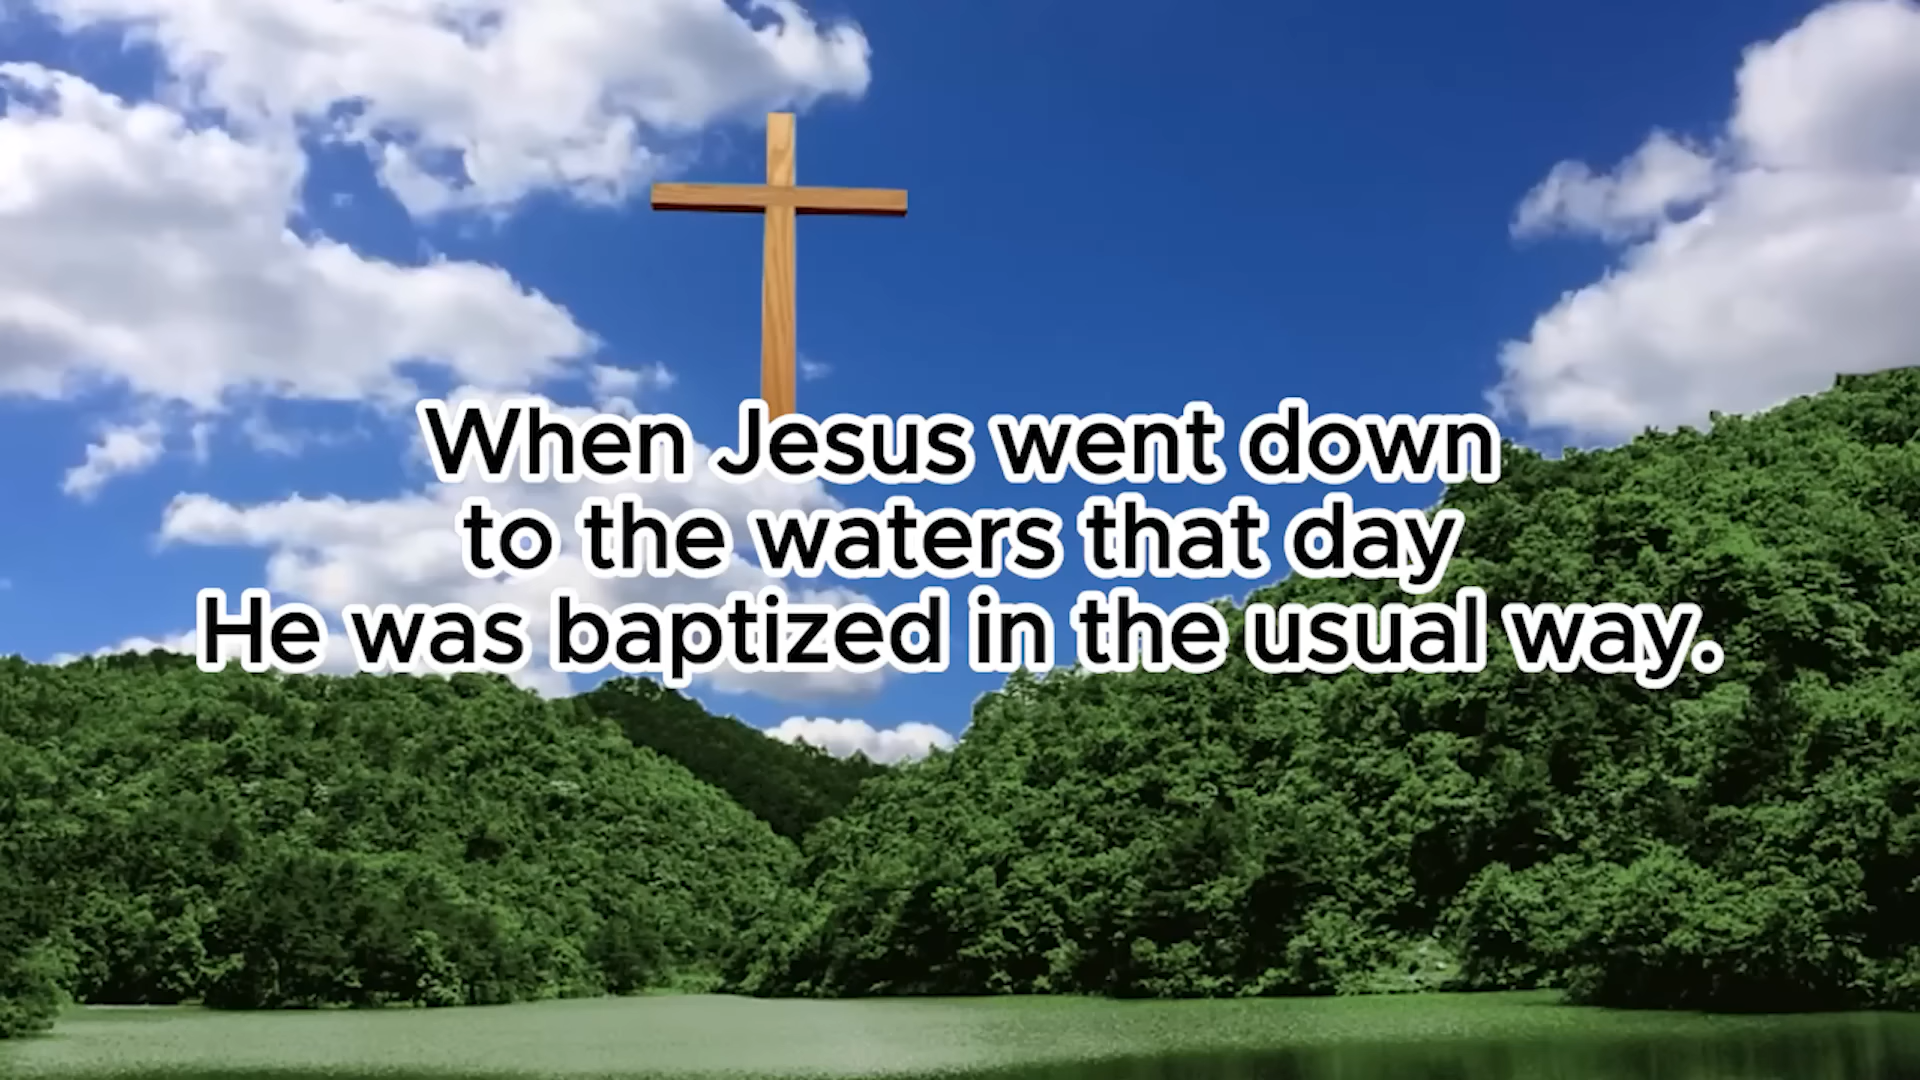 When Jesus went down
to the waters that day
He was baptized in the usual way.